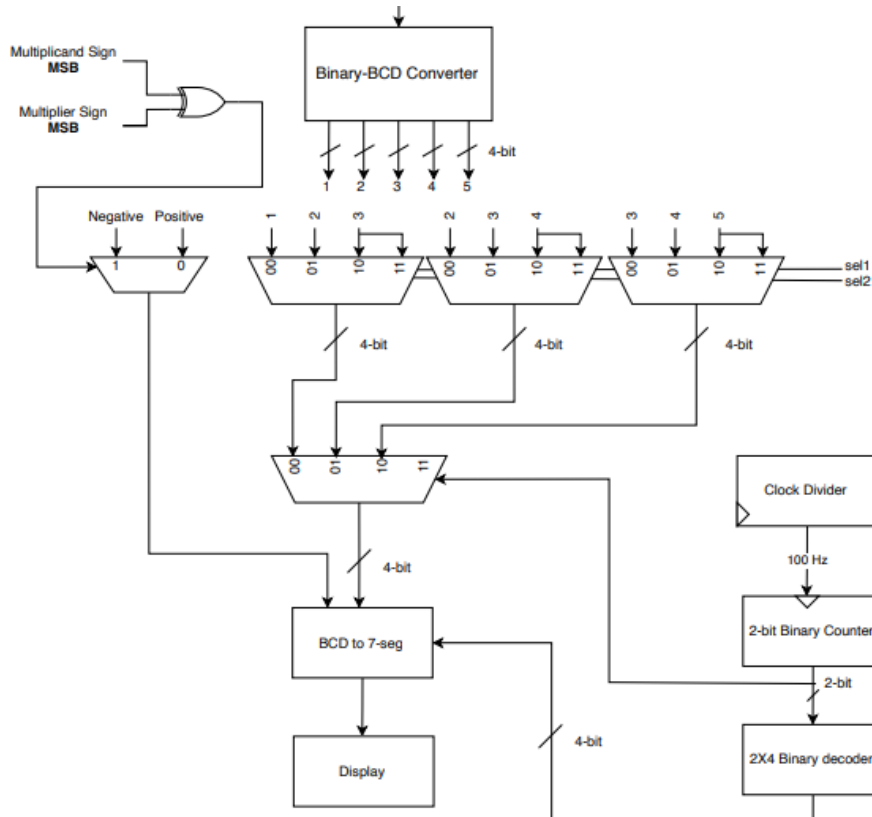 Multiplicand Sign
MSB
Multiplier Sign
MSB
Binary-BCD Converter
4-bit
1 2 3 4 5
Negative Positive
1 2 3 2 3 4 3 4 5
1 0
00 01 10 11 00 01 10 11 00 01 10 11
sel1
sel2
4-bit 4-bit 4-bit
00 01 10 11
Clock Divider
100 Hz
4-bit
2-bit Binary Counter
BCD to 7-seg
2-bit
4-bit
2X4 Binary decoder
Display